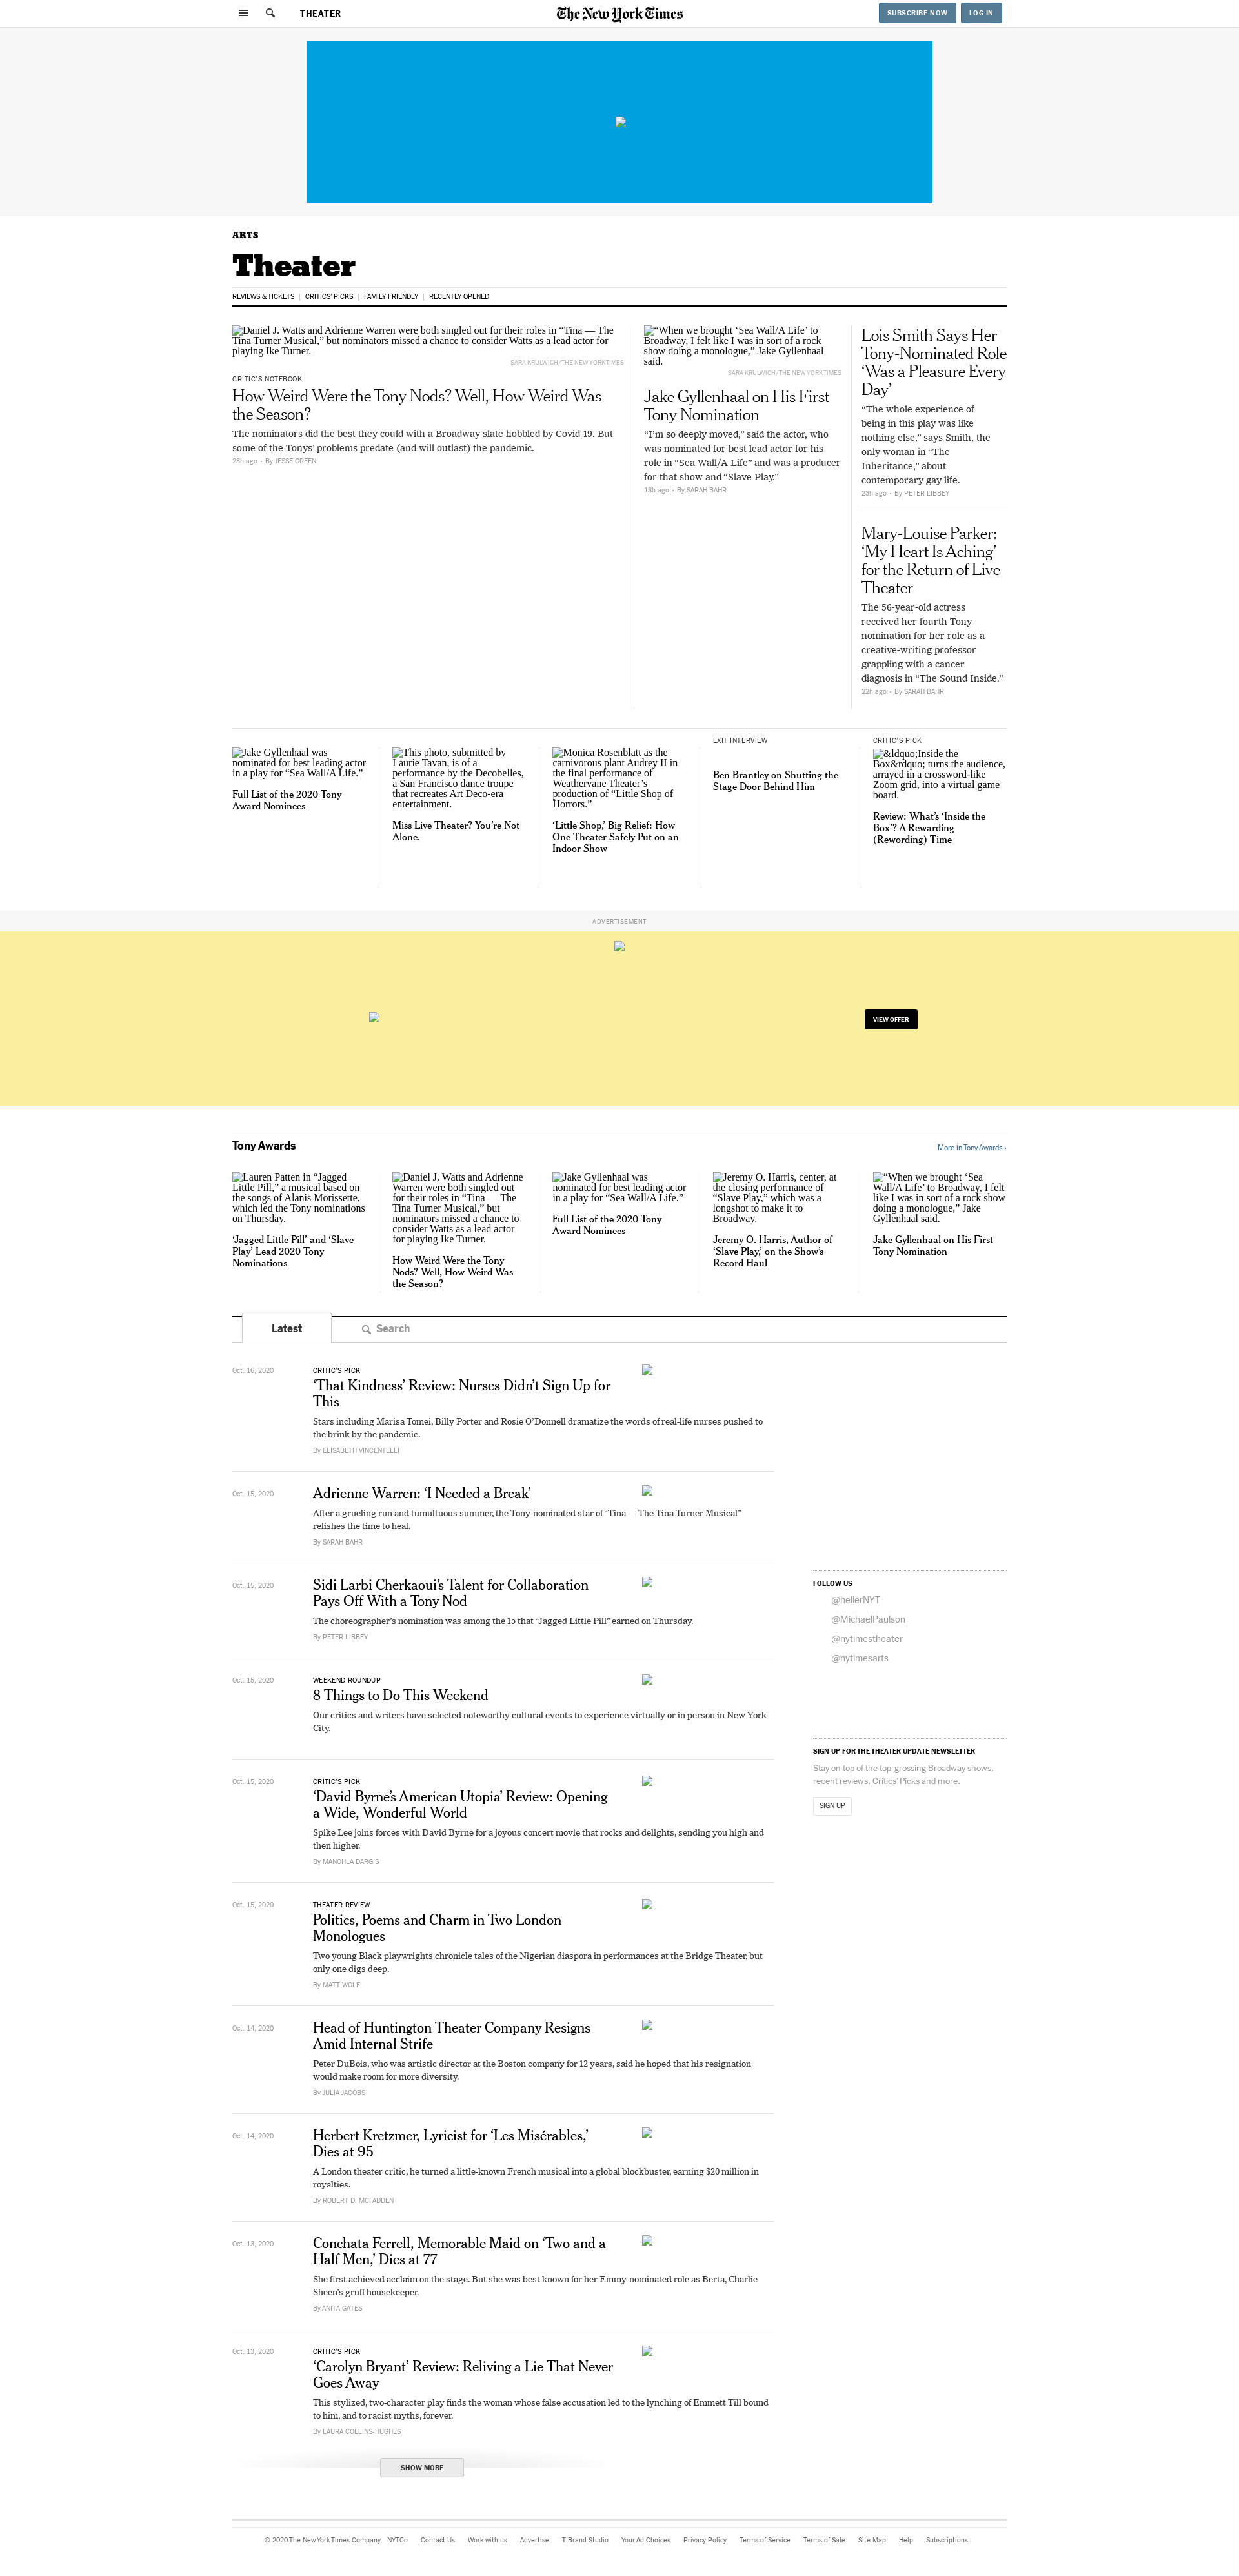 THEATER
The New York Times
SUBSCRIBE NOW
LOG IN
ARTS
Theater
REVIEWS & TICKETS
CRITICS' PICKS
FAMILY FRIENDLY
RECENTLY OPENED
Daniel J. Watts and Adrienne Warren were both singled out for their roles in “Tina — The
Tina Turner Musical,” but nominators missed a chance to consider Watts as a lead actor for
playing Ike Turner.
SARA KRULWICH/THE NEW YORK TIMES
CRITIC'S NOTEBOOK
How Weird Were the Tony Nods? Well, How Weird Was
the Season?
The nominators did the best they could with a Broadway slate hobbled by Covid-19. But
some of the Tonys’ problems predate (and will outlast) the pandemic.
23h ago • By JESSE GREEN
“When we brought ‘Sea Wall/A Life’ to
Broadway, I felt like I was in sort of a rock
show doing a monologue,” Jake Gyllenhaal
said.
SARA KRULWICH/THE NEW YORK TIMES
Jake Gyllenhaal on His First
Tony Nomination
“I’m so deeply moved,” said the actor, who
was nominated for best lead actor for his
role in “Sea Wall/A Life” and was a producer
for that show and “Slave Play.”
18h ago • By SARAH BAHR
Lois Smith Says Her
Tony-Nominated Role
‘Was a Pleasure Every
Day’
“The whole experience of
being in this play was like
nothing else,” says Smith, the
only woman in “The
Inheritance,” about
contemporary gay life.
23h ago • By PETER LIBBEY
Mary-Louise Parker:
‘My Heart Is Aching’
for the Return of Live
Theater
The 56-year-old actress
received her fourth Tony
nomination for her role as a
creative-writing professor
grappling with a cancer
diagnosis in “The Sound Inside.”
22h ago • By SARAH BAHR
Jake Gyllenhaal was
nominated for best leading actor
in a play for “Sea Wall/A Life.”
Full List of the 2020 Tony
Award Nominees
This photo, submitted by
Laurie Tavan, is of a
performance by the Decobelles,
a San Francisco dance troupe
that recreates Art Deco-era
entertainment.
Miss Live Theater? You’re Not
Alone.
Monica Rosenblatt as the
carnivorous plant Audrey II in
the final performance of
Weathervane Theater’s
production of “Little Shop of
Horrors.”
‘Little Shop,’ Big Relief: How
One Theater Safely Put on an
Indoor Show
EXIT INTERVIEW
Ben Brantley on Shutting the
Stage Door Behind Him
CRITIC’S PICK
&ldquo;Inside the
Box&rdquo; turns the audience,
arrayed in a crossword-like
Zoom grid, into a virtual game
board.
Review: What’s ‘Inside the
Box’? A Rewarding
(Rewording) Time
ADVERTISEMENT
VIEW OFFER
Tony Awards
More in Tony Awards ›
Lauren Patten in “Jagged
Little Pill,” a musical based on
the songs of Alanis Morissette,
which led the Tony nominations
on Thursday.
‘Jagged Little Pill’ and ‘Slave
Play’ Lead 2020 Tony
Nominations
Daniel J. Watts and Adrienne
Warren were both singled out
for their roles in “Tina — The
Tina Turner Musical,” but
nominators missed a chance to
consider Watts as a lead actor
for playing Ike Turner.
How Weird Were the Tony
Nods? Well, How Weird Was
the Season?
Jake Gyllenhaal was
nominated for best leading actor
in a play for “Sea Wall/A Life.”
Full List of the 2020 Tony
Award Nominees
Jeremy O. Harris, center, at
the closing performance of
“Slave Play,” which was a
longshot to make it to
Broadway.
Jeremy O. Harris, Author of
‘Slave Play,’ on the Show’s
Record Haul
“When we brought ‘Sea
Wall/A Life’ to Broadway, I felt
like I was in sort of a rock show
doing a monologue,” Jake
Gyllenhaal said.
Jake Gyllenhaal on His First
Tony Nomination
Latest
Search
Oct. 16, 2020
CRITIC’S PICK
‘That Kindness’ Review: Nurses Didn’t Sign Up for
This
Stars including Marisa Tomei, Billy Porter and Rosie O’Donnell dramatize the words of real-life nurses pushed to
the brink by the pandemic.
By ELISABETH VINCENTELLI
Oct. 15, 2020
Adrienne Warren: ‘I Needed a Break’
After a grueling run and tumultuous summer, the Tony-nominated star of “Tina — The Tina Turner Musical”
relishes the time to heal.
By SARAH BAHR
Oct. 15, 2020
Sidi Larbi Cherkaoui’s Talent for Collaboration
Pays Off With a Tony Nod
The choreographer’s nomination was among the 15 that “Jagged Little Pill” earned on Thursday.
By PETER LIBBEY
Oct. 15, 2020
WEEKEND ROUNDUP
8 Things to Do This Weekend
Our critics and writers have selected noteworthy cultural events to experience virtually or in person in New York
City.
Oct. 15, 2020
CRITIC’S PICK
‘David Byrne’s American Utopia’ Review: Opening
a Wide, Wonderful World
Spike Lee joins forces with David Byrne for a joyous concert movie that rocks and delights, sending you high and
then higher.
By MANOHLA DARGIS
Oct. 15, 2020
THEATER REVIEW
Politics, Poems and Charm in Two London
Monologues
Two young Black playwrights chronicle tales of the Nigerian diaspora in performances at the Bridge Theater, but
only one digs deep.
By MATT WOLF
Oct. 14, 2020
Head of Huntington Theater Company Resigns
Amid Internal Strife
Peter DuBois, who was artistic director at the Boston company for 12 years, said he hoped that his resignation
would make room for more diversity.
By JULIA JACOBS
Oct. 14, 2020
Herbert Kretzmer, Lyricist for ‘Les Misérables,’
Dies at 95
A London theater critic, he turned a little-known French musical into a global blockbuster, earning $20 million in
royalties.
By ROBERT D. MCFADDEN
Oct. 13, 2020
Conchata Ferrell, Memorable Maid on ‘Two and a
Half Men,’ Dies at 77
She first achieved acclaim on the stage. But she was best known for her Emmy-nominated role as Berta, Charlie
Sheen’s gruff housekeeper.
By ANITA GATES
Oct. 13, 2020
CRITIC’S PICK
‘Carolyn Bryant’ Review: Reliving a Lie That Never
Goes Away
This stylized, two-character play finds the woman whose false accusation led to the lynching of Emmett Till bound
to him, and to racist myths, forever.
By LAURA COLLINS-HUGHES
SHOW MORE
FOLLOW US
@hellerNYT
@MichaelPaulson
@nytimestheater
@nytimesarts
SIGN UP FOR THE THEATER UPDATE NEWSLETTER
Stay on top of the top-grossing Broadway shows,
recent reviews, Critics’ Picks and more.
SIGN UP
© 2020 The New York Times Company NYTCo Contact Us Work with us Advertise T Brand Studio Your Ad Choices Privacy Policy Terms of Service Terms of Sale Site Map Help Subscriptions